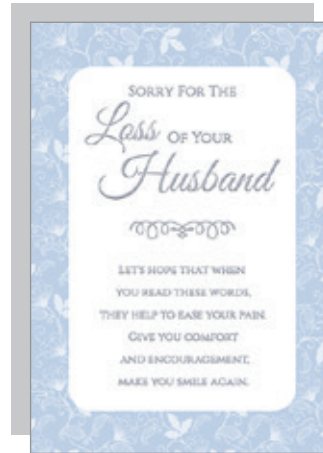 SORRY FOR THE
Loss OF YOUR
Husband
LET'S HOPE THAT WHEN
YOU READ THESE WORDS,
THEY HELP TO EASE YOUR PAIN.
GIVE YOU COMFORT
AND ENCOURAGEMENT,
MAKE YOU SMILE AGAIN.